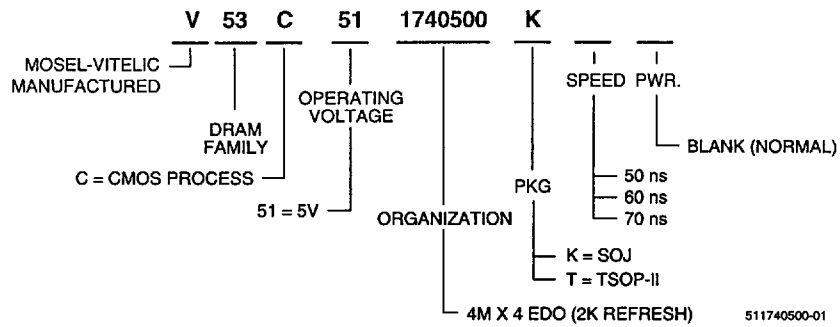 V 53 C 51 1740500 K
MOSEL-VITELIC
MANUFACTURED
SPEED PWR.
OPERATING
VOLTAGE
DRAM
FAMILY
BLANK (NORMAL)
C = CMOS PROCESS
50 ns
PKG
60 ns
51 = 5V
ORGANIZATION
70 ns
K = SOJ
T = TSOP-II
4M X 4 EDO (2K REFRESH)
511740500-01